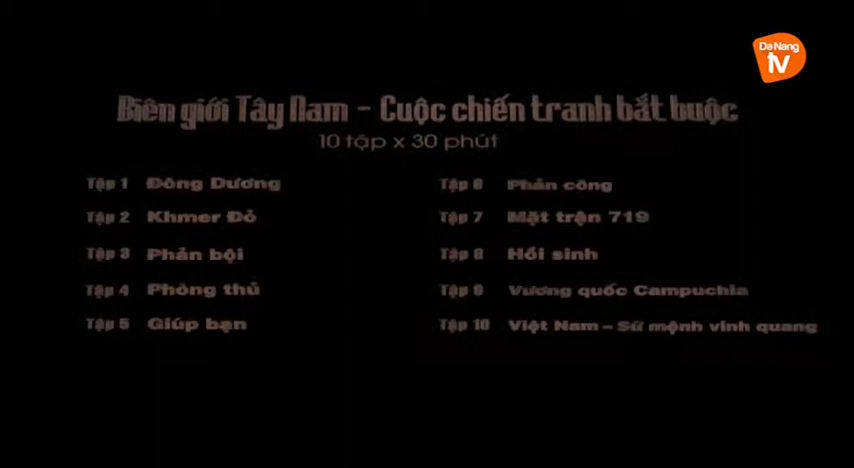 Da Nang
tv
Biên giới Tây Nam - Cuộc chiến tranh bắt buộc
10 tập x 30 phút
Tập 1 Đông Dương
Tập 2 Khmer Đỏ
Tập 3 Phản bội
Tập 4 Phòng thủ
Tập 5 Giúp bạn
Tập 6 Phản công
Tập 7 Mặt trận 719
Tập 8 Hồi sinh
Tập 9 Vương quốc Campuchia
Tập 10 Việt Nam - Sứ mệnh vinh quang